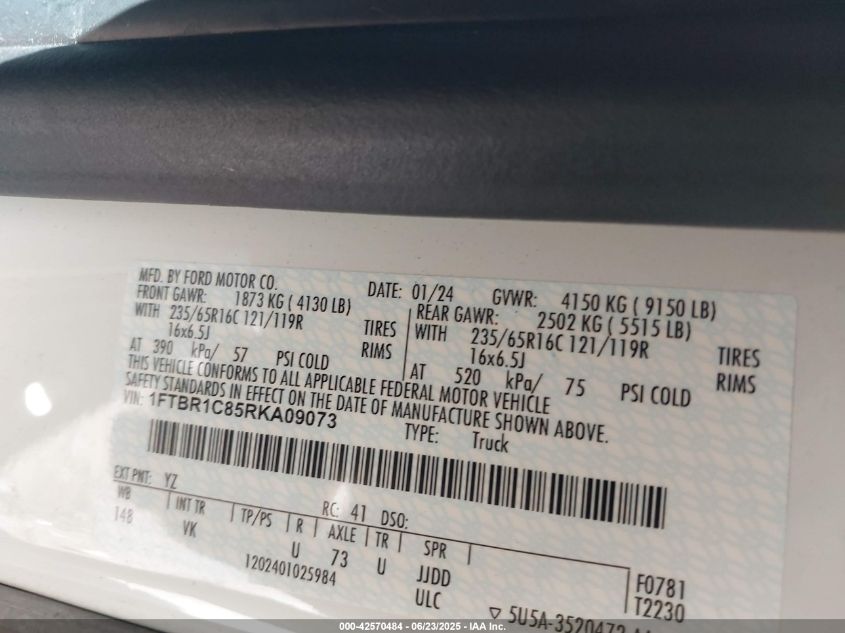 MFD. BY FORD MOTOR CO. DATE: 01/24 GVWR: 4150 KG ( 9150 LB)
FRONT GAWR: 1873 KG ( 4130 LB) REAR GAWR: 2502 KG ( 5515 LB)
WITH 235/65R16C 121/119R TIRES WITH 235/65R16C 121/119R TIRES
16x6.5J RIMS 16x6.5J RIMS
AT 390 kPa/ 57 PSI COLD AT 520 kPa/ 75 PSI COLD
THIS VEHICLE CONFORMS TO ALL APPLICABLE FEDERAL MOTOR VEHICLE
SAFETY STANDARDS IN EFFECT ON THE DATE OF MANUFACTURE SHOWN ABOVE.
VIN: 1FTBR1C85RKA09073 TYPE: Truck
EXT PNT: YZ RC: 41 DSO:
WB INT TR TP/PS R AXLE TR SPR
148 VK U 73 U JJDD F0781
1202401025984 ULC T2230
▽ 5U5A-3520472
000-42570484 | 06/23/2025 | IAA Inc.